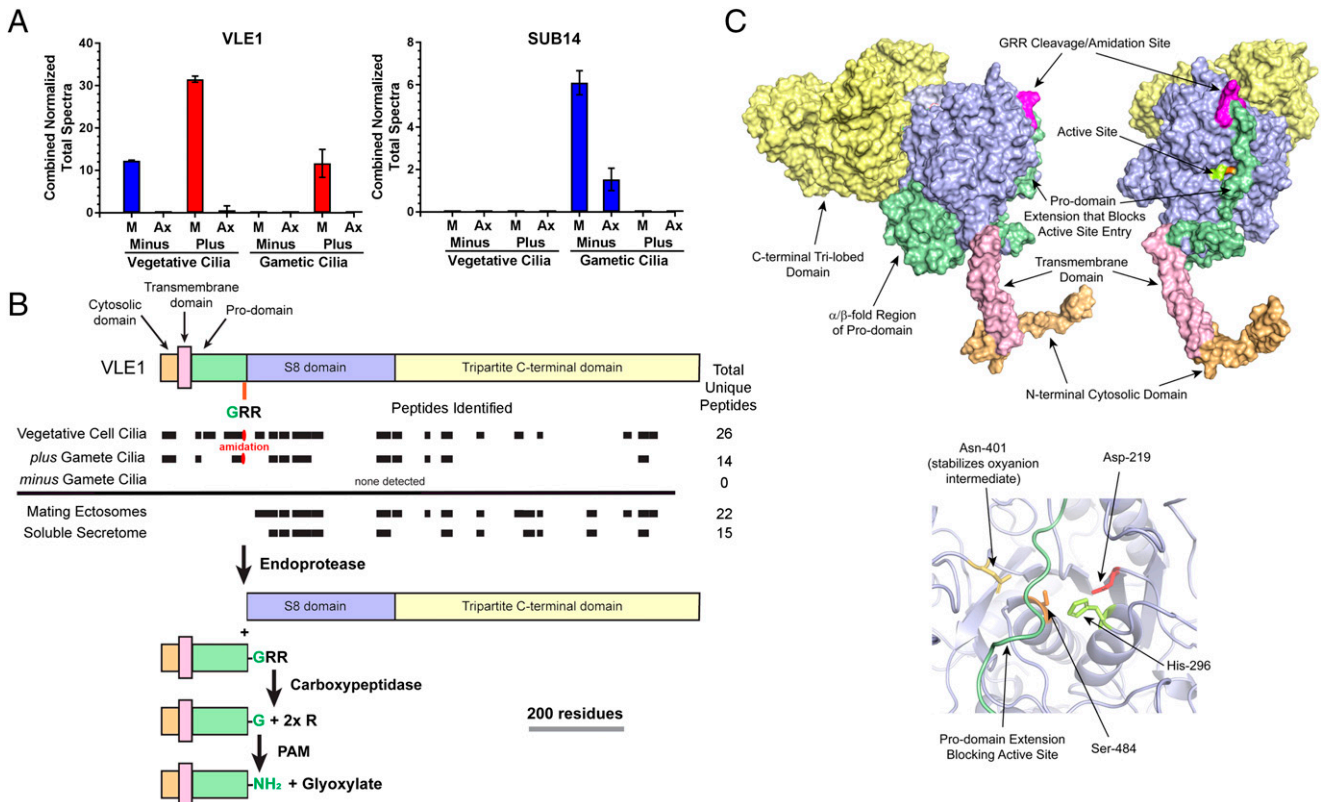 A
VLE1
Combined Normalized
Total Spectra
40
30
20
10
0
M Ax M Ax M Ax M Ax
Minus Plus Minus Plus
Vegetative Cilia Gametic Cilia
SUB14
Combined Normalized
Total Spectra
8
6
4
2
0
M Ax M Ax M Ax M Ax
Minus Plus Minus Plus
Vegetative Cilia Gametic Cilia
B
Cytosolic
domain
Transmembrane
domain
Pro-domain
VLE1
S8 domain
Tripartite C-terminal domain
Total
Unique
Peptides
GRR
Peptides Identified
Vegetative Cell Cilia 26
amidation
plus Gamete Cilia 14
minus Gamete Cilia none detected 0
Mating Ectosomes 22
Soluble Secretome 15
Endoprotease
S8 domain
Tripartite C-terminal domain
+
GRR
Carboxypeptidase
G + 2x R
200 residues
PAM
NH₂ + Glyoxylate
C
GRR Cleavage/Amidation Site
Active Site
Pro-domain
Extension that Blocks
Active Site Entry
C-terminal Tri-lobed
Domain
Transmembrane
Domain
α/β-fold Region
of Pro-domain
N-terminal Cytosolic Domain
Asn-401
(stabilizes oxyanion
intermediate)
Asp-219
His-296
Pro-domain Extension
Blocking Active Site
Ser-484